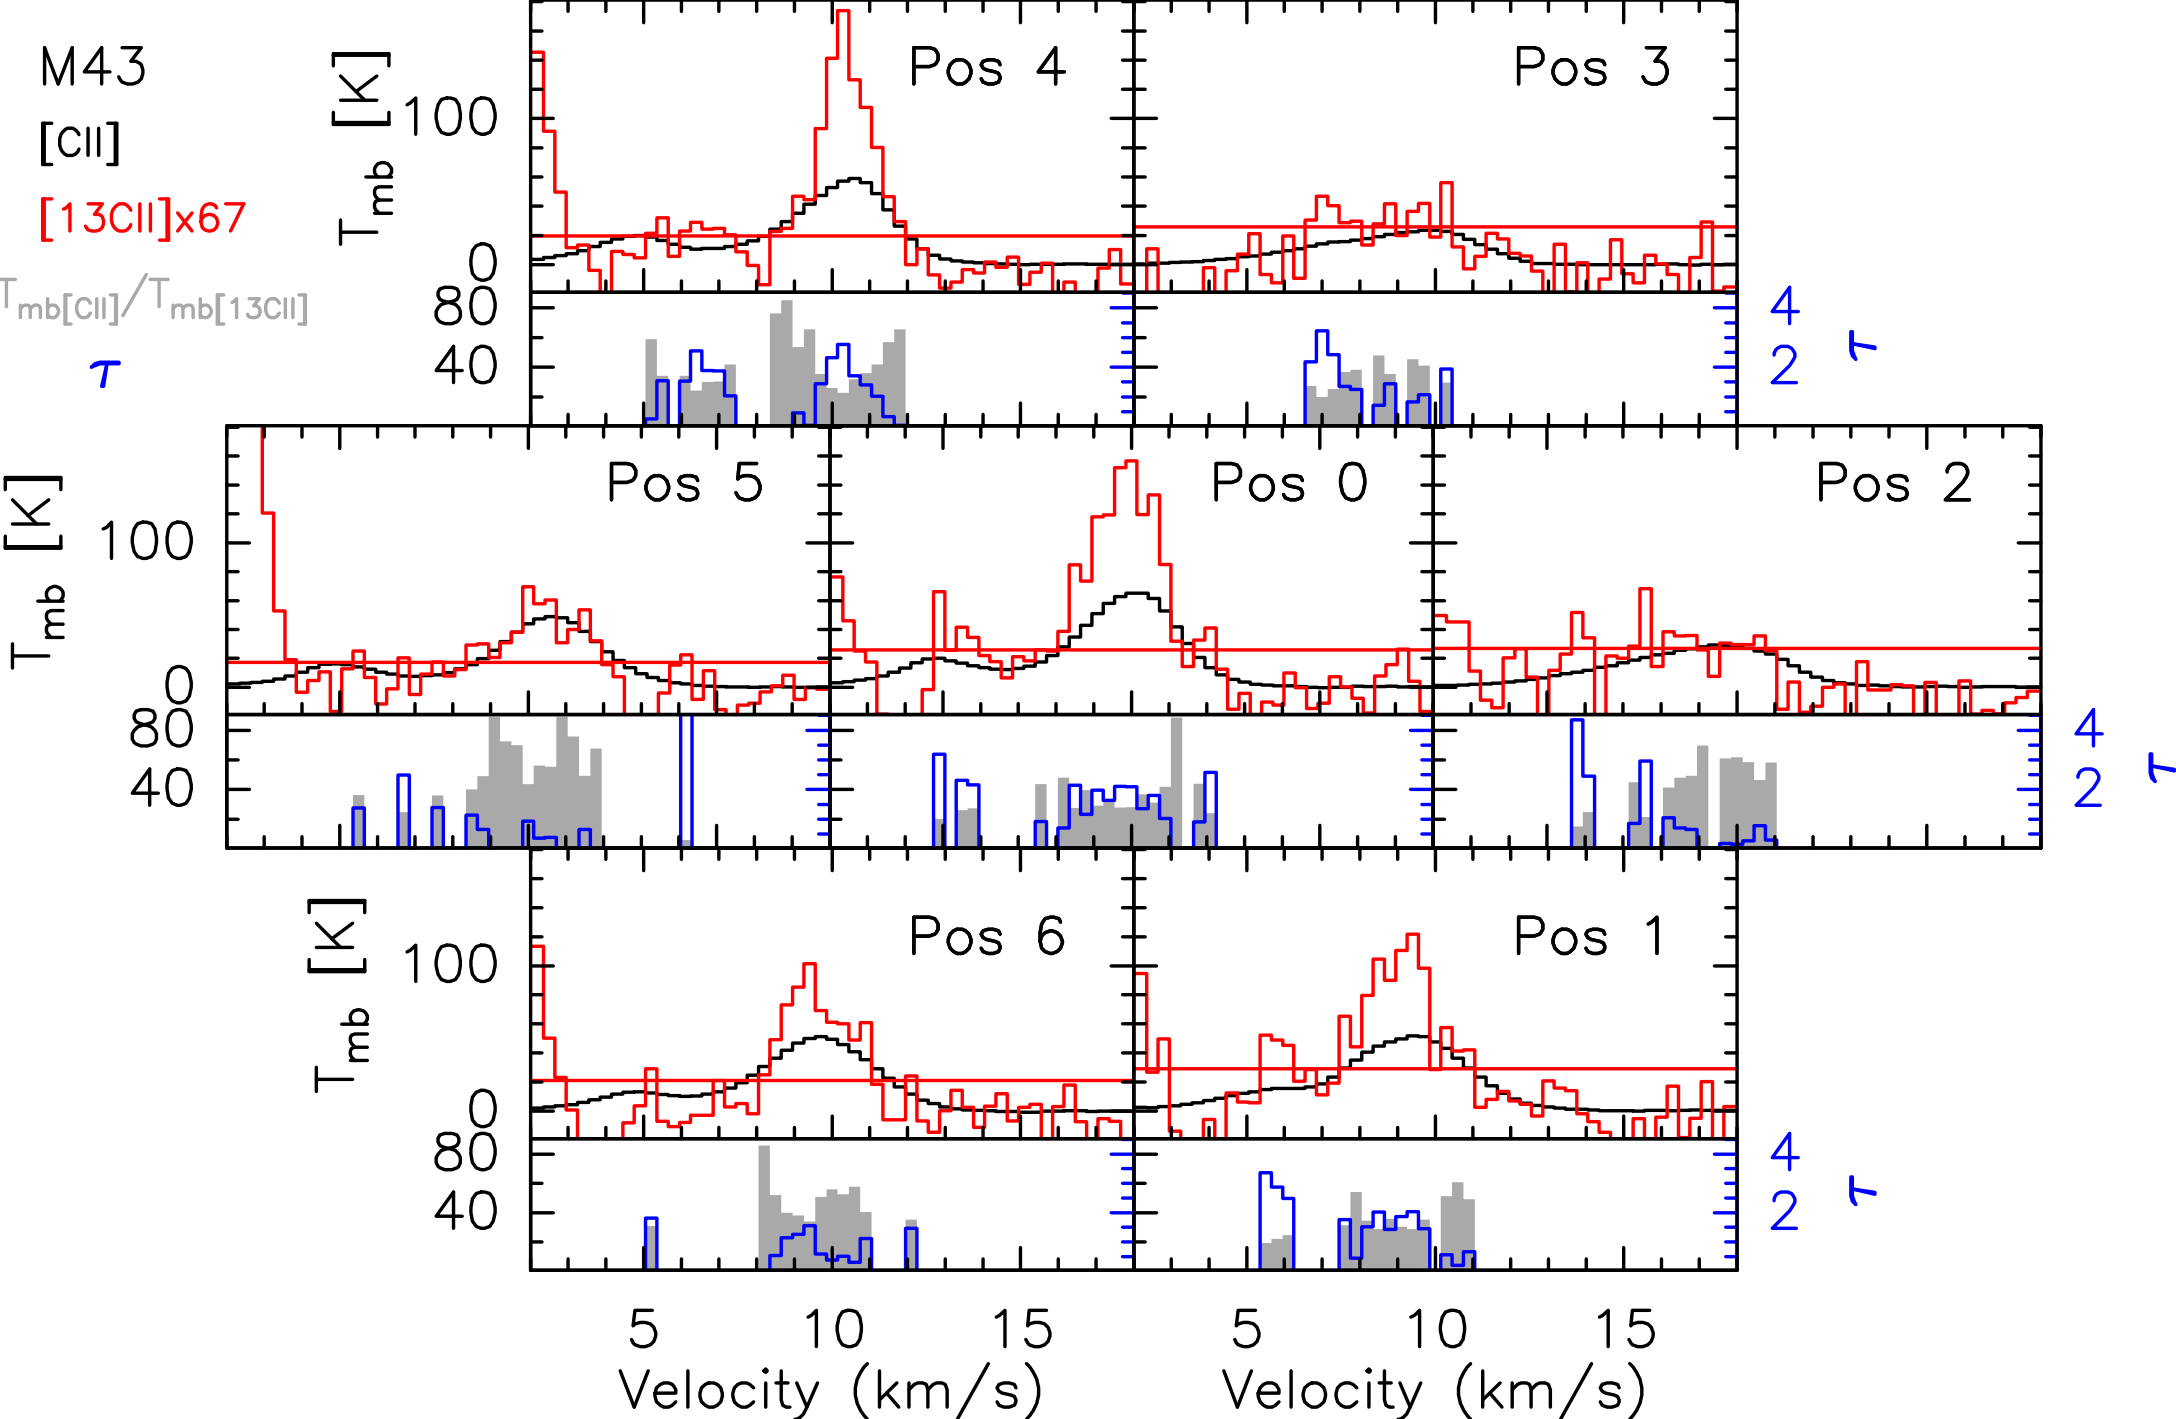 M43
[CII]
[13CII]x67
Tmb[CII]/Tmb[13CII]
τ
Tmb [K]
100
0
80
40
Pos 4
Pos 3
4
2
τ
Tmb [K]
100
0
80
40
Pos 5
Pos 0
Pos 2
4
2
τ
Tmb [K]
100
0
80
40
Pos 6
Pos 1
4
2
τ
5 10 15 5 10 15
Velocity (km/s) Velocity (km/s)